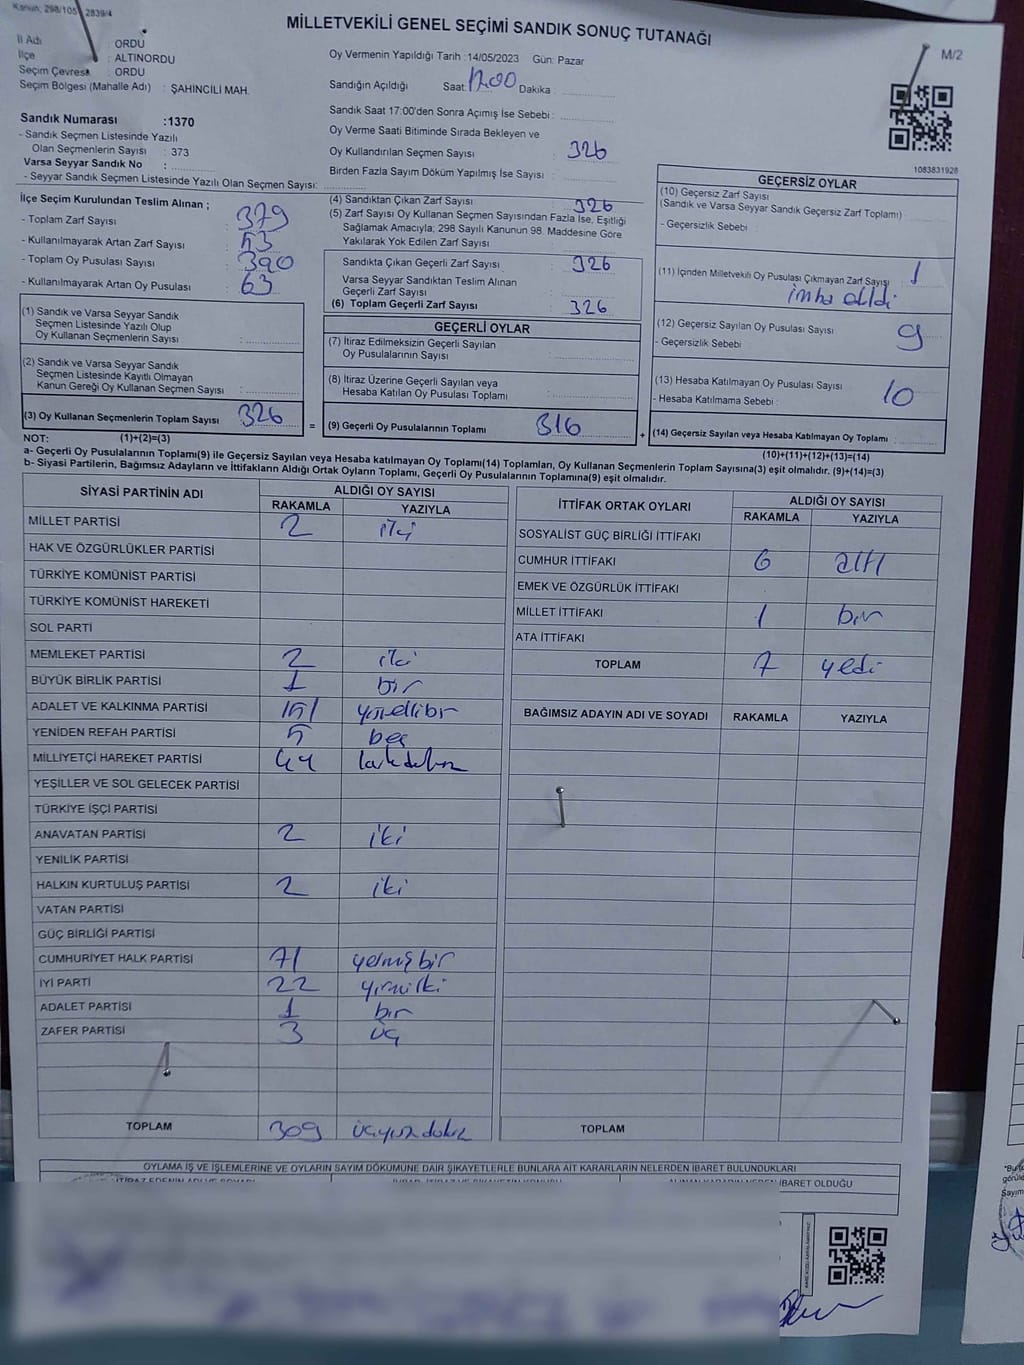 Kanun, 298/105 2839/4
MİLLETVEKİLİ GENEL SEÇİMİ SANDIK SONUÇ TUTANAĞI
M/2
İl Adı : ORDU
İlçe : ALTINORDU
Seçim Çevresi : ORDU
Seçim Bölgesi (Mahalle Adı) : ŞAHINCİLİ MAH.
Oy Vermenin Yapıldığı Tarih :14/05/2023 Gün: Pazar
Sandığın Açıldığı Saat: 17.00 Dakika :
Sandık Saat 17:00'den Sonra Açımış İse Sebebi :
Sandık Numarası :1370
- Sandık Seçmen Listesinde Yazılı
Olan Seçmenlerin Sayısı : 373
Varsa Seyyar Sandık No :
- Seyyar Sandık Seçmen Listesinde Yazılı Olan Seçmen Sayısı:
Oy Verme Saati Bitiminde Sırada Bekleyen ve
Oy Kullandırılan Seçmen Sayısı : 326
Birden Fazla Sayım Döküm Yapılmış İse Sayısı :
1083831928
İlçe Seçim Kurulundan Teslim Alınan ;
- Toplam Zarf Sayısı : 379
- Kullanılmayarak Artan Zarf Sayısı : 53
- Toplam Oy Pusulası Sayısı : 390
- Kullanılmayarak Artan Oy Pusulası : 63
(1) Sandık ve Varsa Seyyar Sandık
Seçmen Listesinde Yazılı Olup
Oy Kullanan Seçmenlerin Sayısı :
(2) Sandık ve Varsa Seyyar Sandık
Seçmen Listesinde Kayıtlı Olmayan
Kanun Gereği Oy Kullanan Seçmen Sayısı :
(3) Oy Kullanan Seçmenlerin Toplam Sayısı : 326
(4) Sandıktan Çıkan Zarf Sayısı : 326
(5) Zarf Sayısı Oy Kullanan Seçmen Sayısından Fazla İse, Eşitliği
Sağlamak Amacıyla; 298 Sayılı Kanunun 98. Maddesine Göre
Yakılarak Yok Edilen Zarf Sayısı :
Sandıkta Çıkan Geçerli Zarf Sayısı : 326
Varsa Seyyar Sandıktan Teslim Alınan
Geçerli Zarf Sayısı :
(6) Toplam Geçerli Zarf Sayısı : 326
GEÇERLİ OYLAR
(7) İtiraz Edilmeksizin Geçerli Sayılan
Oy Pusulalarının Sayısı :
(8) İtiraz Üzerine Geçerli Sayılan veya
Hesaba Katılan Oy Pusulası Toplamı :
= (9) Geçerli Oy Pusulalarının Toplamı : 316 +
GEÇERSİZ OYLAR
(10) Geçersiz Zarf Sayısı
(Sandık ve Varsa Seyyar Sandık Geçersiz Zarf Toplamı) :
- Geçersizlik Sebebi :
(11) İçinden Milletvekili Oy Pusulası Çıkmayan Zarf Sayısı : 1
imha edildi
(12) Geçersiz Sayılan Oy Pusulası Sayısı : 9
- Geçersizlik Sebebi :
(13) Hesaba Katılmayan Oy Pusulası Sayısı : 10
- Hesaba Katılmama Sebebi :
(14) Geçersiz Sayılan veya Hesaba Katılmayan Oy Toplamı :
NOT: (1)+(2)=(3)
(10)+(11)+(12)+(13)=(14)
a- Geçerli Oy Pusulalarının Toplamı(9) ile Geçersiz Sayılan veya Hesaba katılmayan Oy Toplamı(14) Toplamları, Oy Kullanan Seçmenlerin Toplam Sayısına(3) eşit olmalıdır. (9)+(14)=(3)
b- Siyasi Partilerin, Bağımsız Adayların ve İttifakların Aldığı Ortak Oyların Toplamı, Geçerli Oy Pusulalarının Toplamına(9) eşit olmalıdır.
SİYASİ PARTİNİN ADI ALDIĞI OY SAYISI
RAKAMLA YAZIYLA
MİLLET PARTİSİ 2 iki
HAK VE ÖZGÜRLÜKLER PARTİSİ
TÜRKİYE KOMÜNİST PARTİSİ
TÜRKİYE KOMÜNİST HAREKETİ
SOL PARTİ
MEMLEKET PARTİSİ 2 iki
BÜYÜK BİRLİK PARTİSİ 1 bir
ADALET VE KALKINMA PARTİSİ 151 yüzellibir
YENİDEN REFAH PARTİSİ 5 beş
MİLLİYETÇİ HAREKET PARTİSİ
YEŞİLLER VE SOL GELECEK PARTİSİ
TÜRKİYE İŞÇİ PARTİSİ
ANAVATAN PARTİSİ 2 iki
YENİLİK PARTİSİ
HALKIN KURTULUŞ PARTİSİ 2 iki
VATAN PARTİSİ
GÜÇ BİRLİĞİ PARTİSİ
CUMHURİYET HALK PARTİSİ 71 yetmişbir
İYİ PARTİ 22 yirmiiki
ADALET PARTİSİ 1 bir
ZAFER PARTİSİ 3 üç
TOPLAM 309 üçyüzdokuz
İTTİFAK ORTAK OYLARI ALDIĞI OY SAYISI
RAKAMLA YAZIYLA
SOSYALİST GÜÇ BİRLİĞİ İTTİFAKI
CUMHUR İTTİFAKI 6 altı
EMEK VE ÖZGÜRLÜK İTTİFAKI
MİLLET İTTİFAKI 1 bir
ATA İTTİFAKI
TOPLAM 7 yedi
BAĞIMSIZ ADAYIN ADI VE SOYADI RAKAMLA YAZIYLA
TOPLAM
OYLAMA İŞ VE İŞLEMLERİNE VE OYLARIN SAYIM DÖKÜMÜNE DAİR ŞİKAYETLERLE BUNLARA AİT KARARLARIN NELERDEN İBARET BULUNDUKLARI
İTİRAZ EDENİN ADI VE SOYADI İTİRAZ, İTİRAZ VE ŞİKAYETİN KONUSU ALINAN KARARIN NEDEN İBARET OLDUĞU